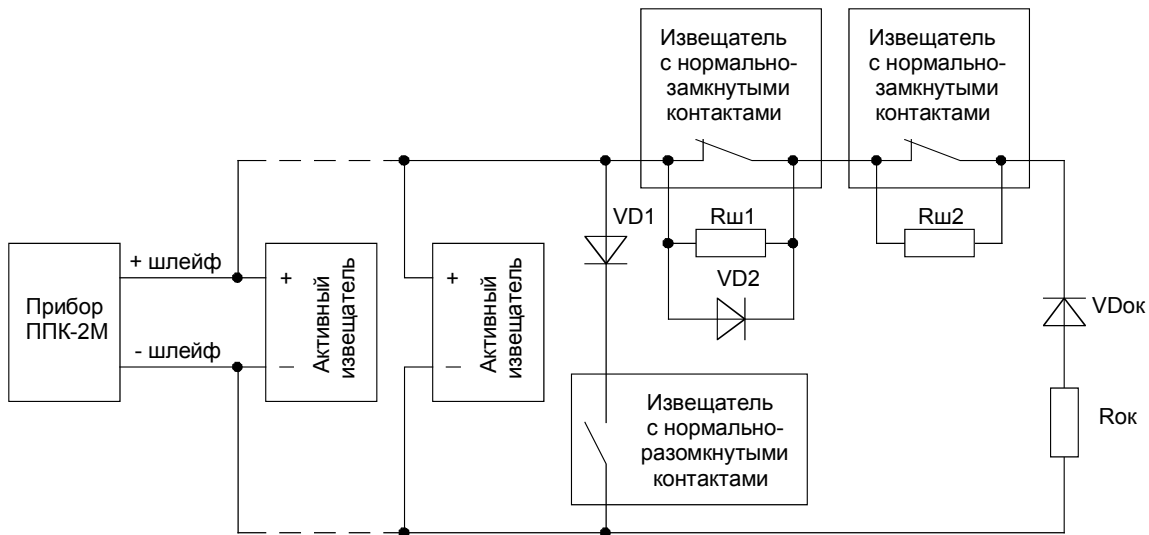 Извещатель
с нормально-
замкнутыми
контактами
Извещатель
с нормально-
замкнутыми
контактами
VD1
Rш1
Rш2
+ шлейф
+
+
VD2
Прибор
ППК-2М
Активный
извещатель
Активный
извещатель
VDок
- шлейф
–
–
Извещатель
с нормально-
разомкнутыми
контактами
Rок